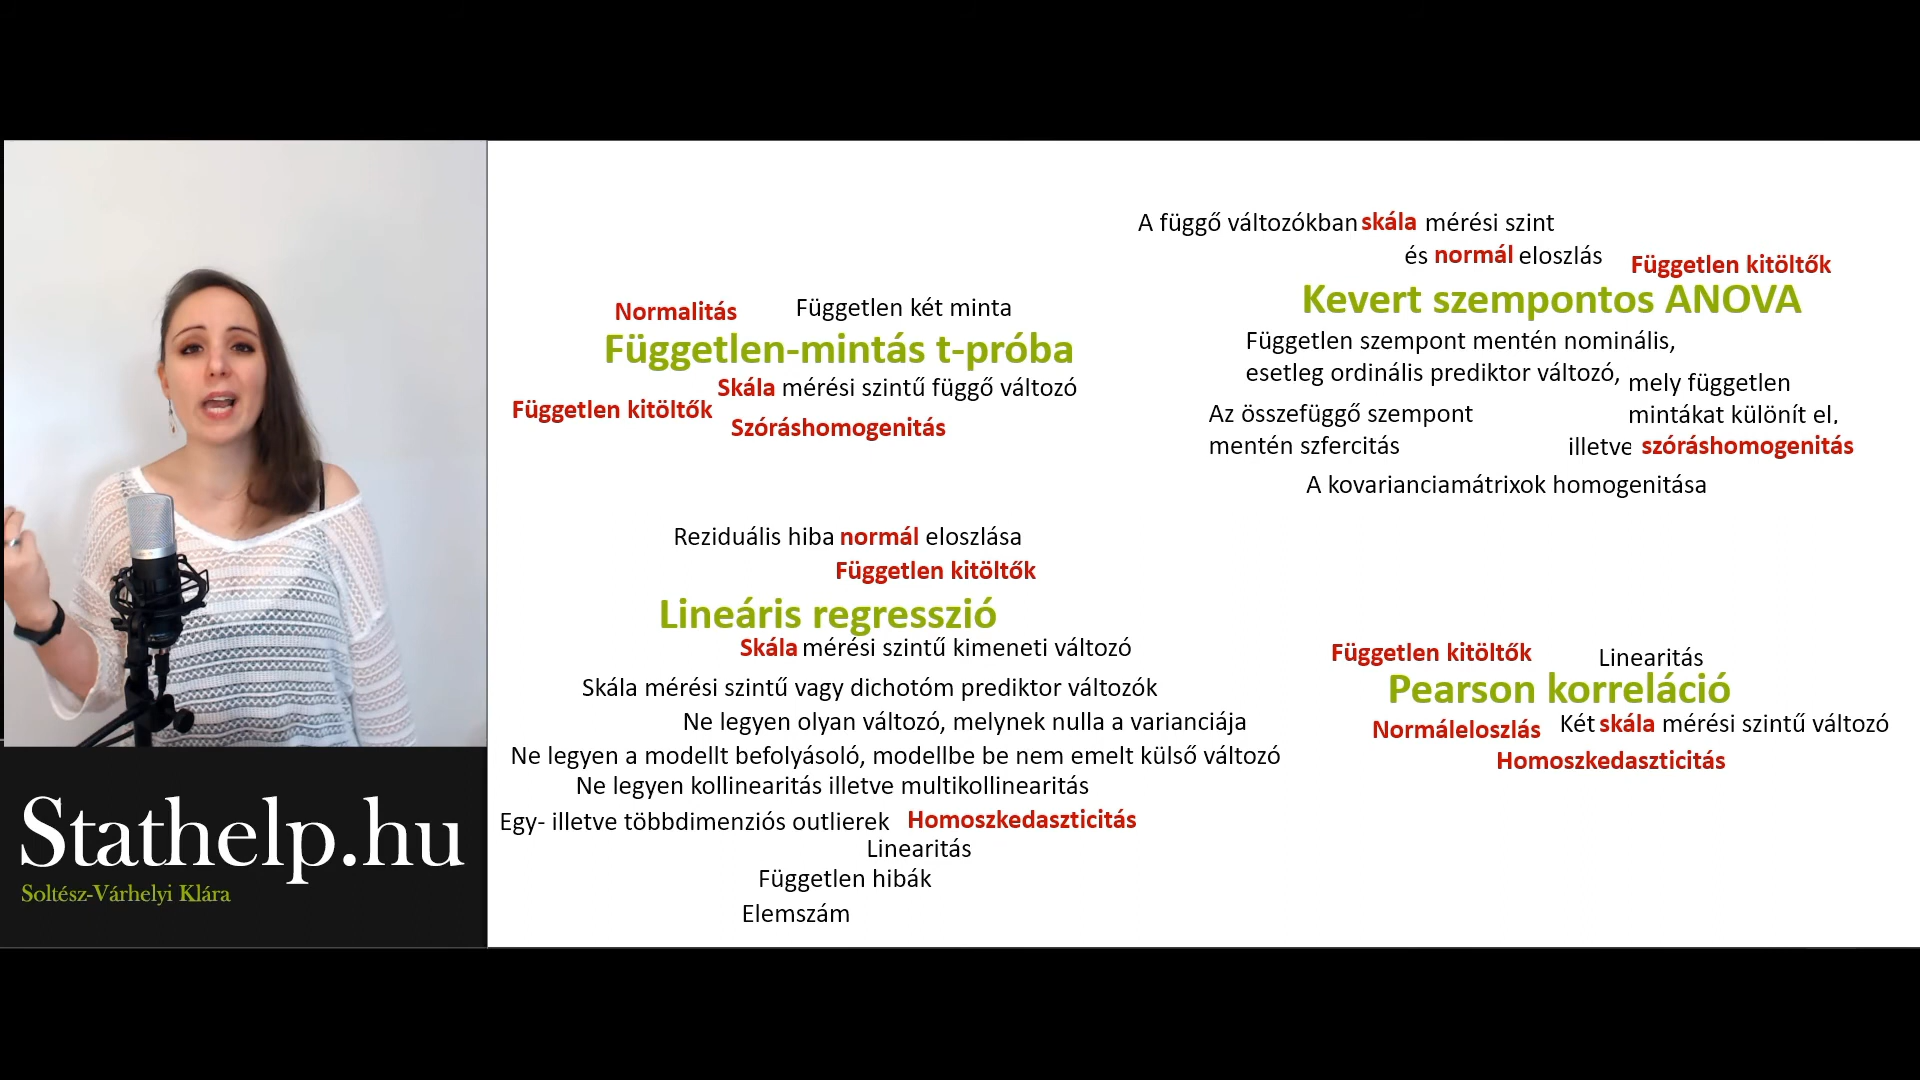 Normalitás
Független két minta
Független-mintás t-próba
Skála mérési szintű függő változó
Független kitöltők
Szóráshomogenitás
A függő változókban skála mérési szint
és normál eloszlás
Független kitöltők
Kevert szempontos ANOVA
Független szempont mentén nominális,
esetleg ordinális prediktor változó,
mely független
mintákat különít el,
Az összefüggő szempont
mentén szfercitás
illetve szóráshomogenitás
A kovarianciamátrixok homogenitása
Reziduális hiba normál eloszlása
Független kitöltők
Lineáris regresszió
Skála mérési szintű kimeneti változó
Skála mérési szintű vagy dichotóm prediktor változók
Ne legyen olyan változó, melynek nulla a varianciája
Ne legyen a modellt befolyásoló, modellbe be nem emelt külső változó
Ne legyen kollinearitás illetve multikollinearitás
Egy- illetve többdimenziós outlierek
Homoszkedaszticitás
Linearitás
Független hibák
Elemszám
Független kitöltők
Linearitás
Pearson korreláció
Normáleloszlás
Két skála mérési szintű változó
Homoszkedaszticitás
Stathelp.hu
Soltész-Várhelyi Klára